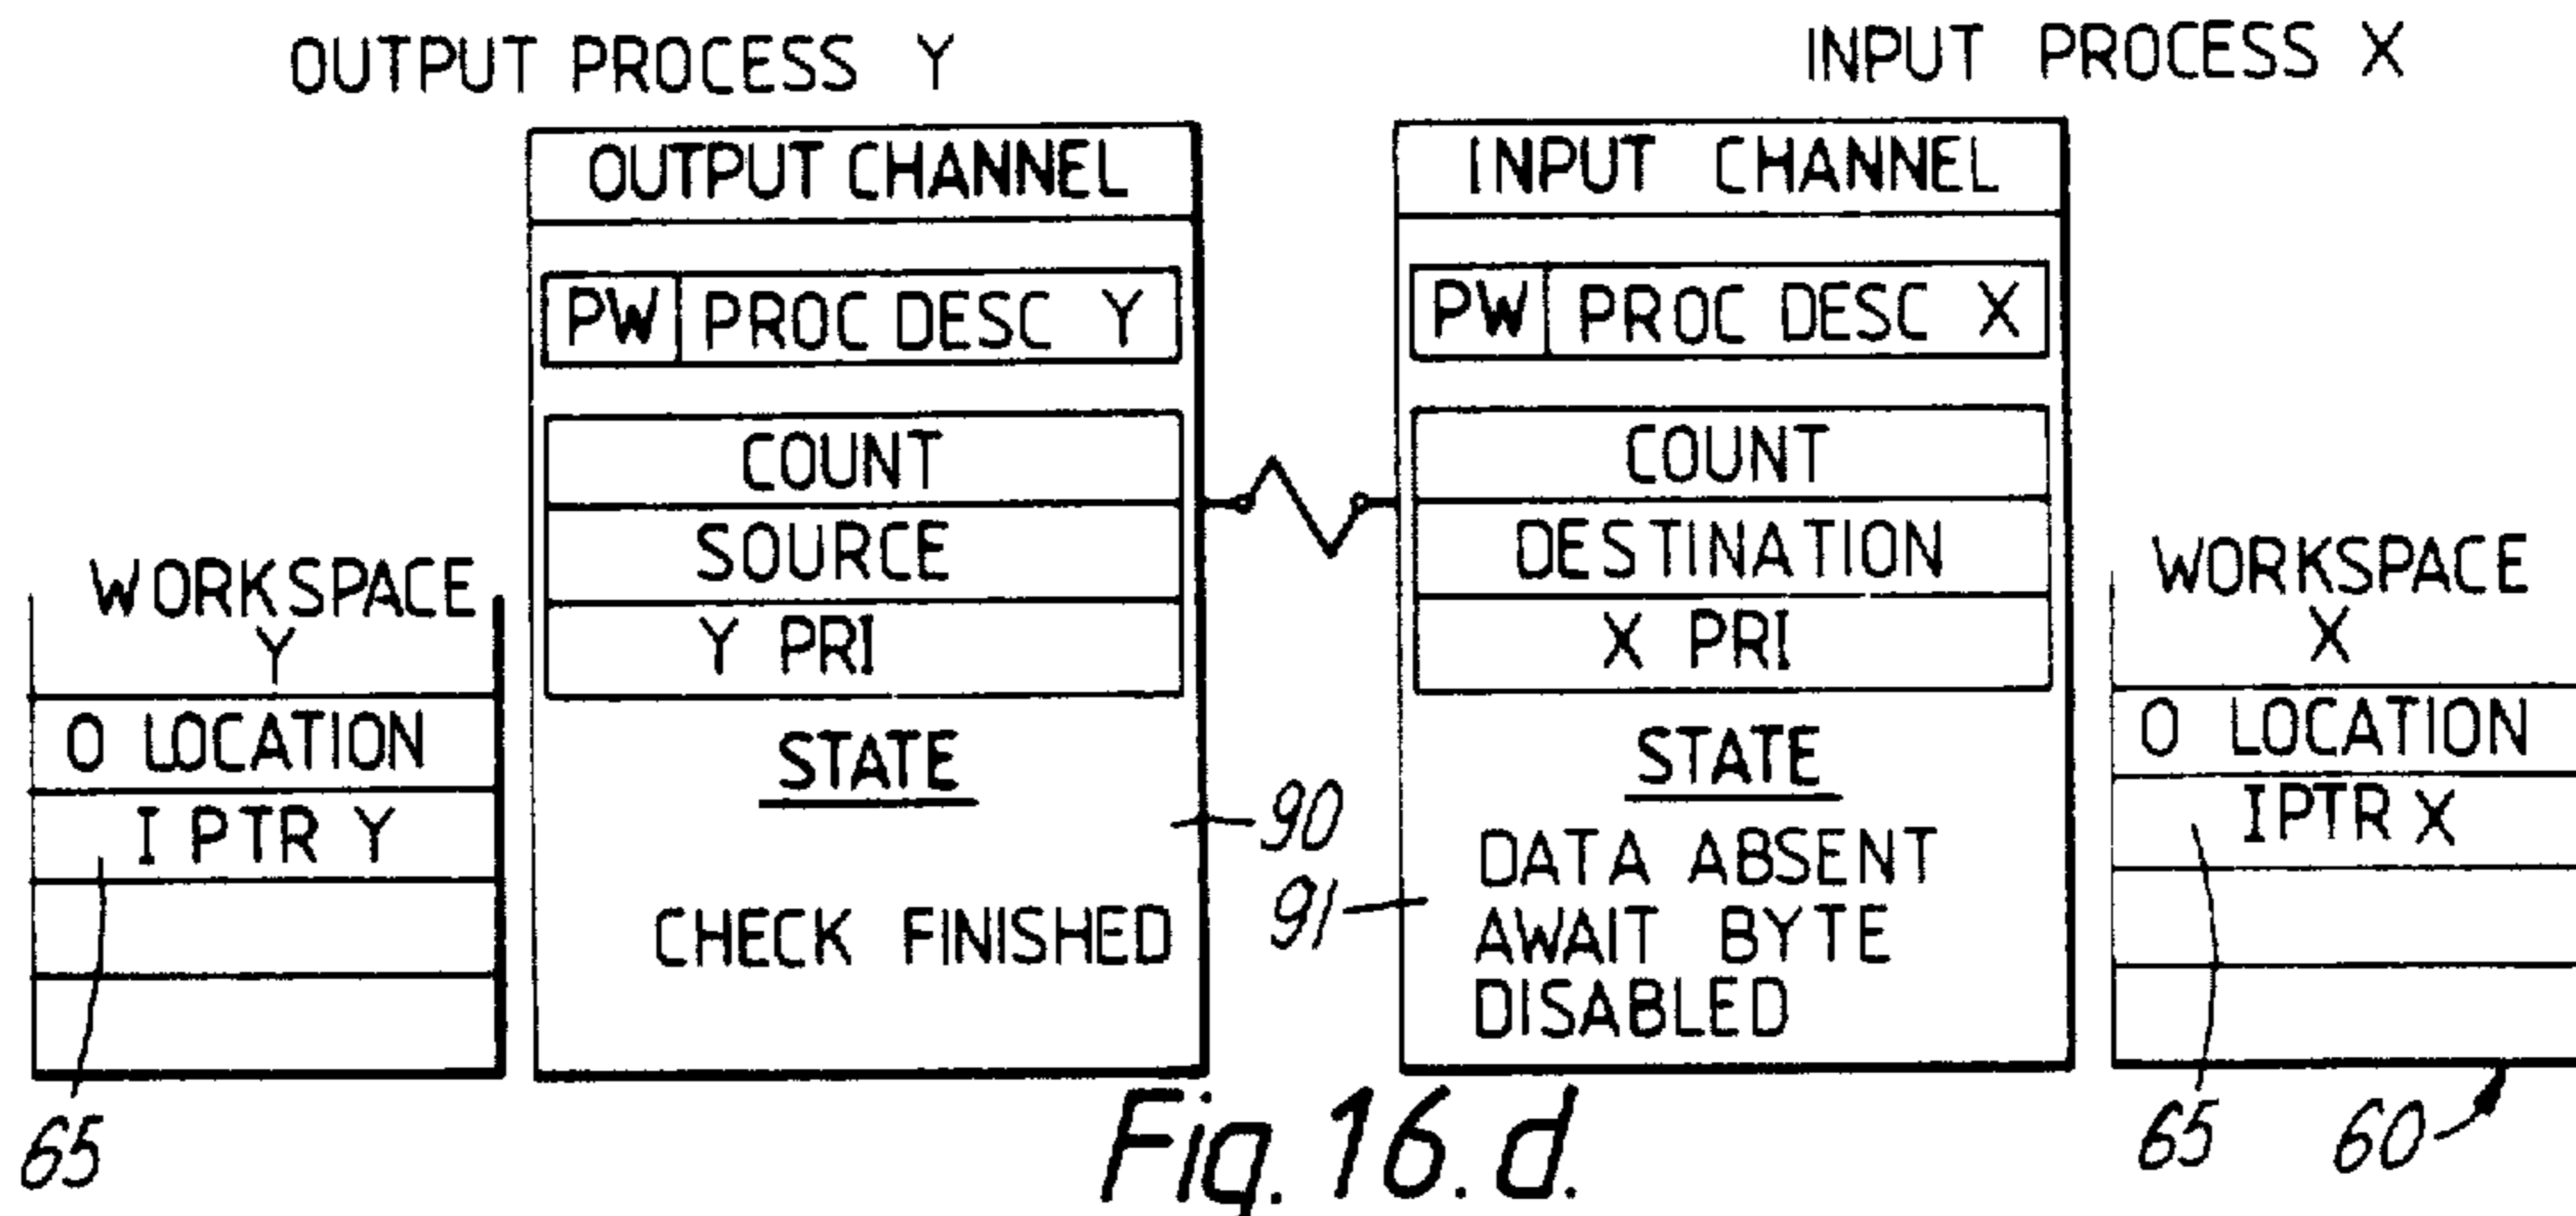 OUTPUT PROCESS Y
INPUT PROCESS X
OUTPUT CHANNEL
PW PROC DESC Y
COUNT
SOURCE
Y PRI
STATE
CHECK FINISHED
INPUT CHANNEL
PW PROC DESC X
COUNT
DESTINATION
X PRI
STATE
DATA ABSENT
AWAIT BYTE
DISABLED
WORKSPACE
Y
O LOCATION
I PTR Y
65
90
91
WORKSPACE
X
O LOCATION
IPTR X
65
60
Fig. 16. d.